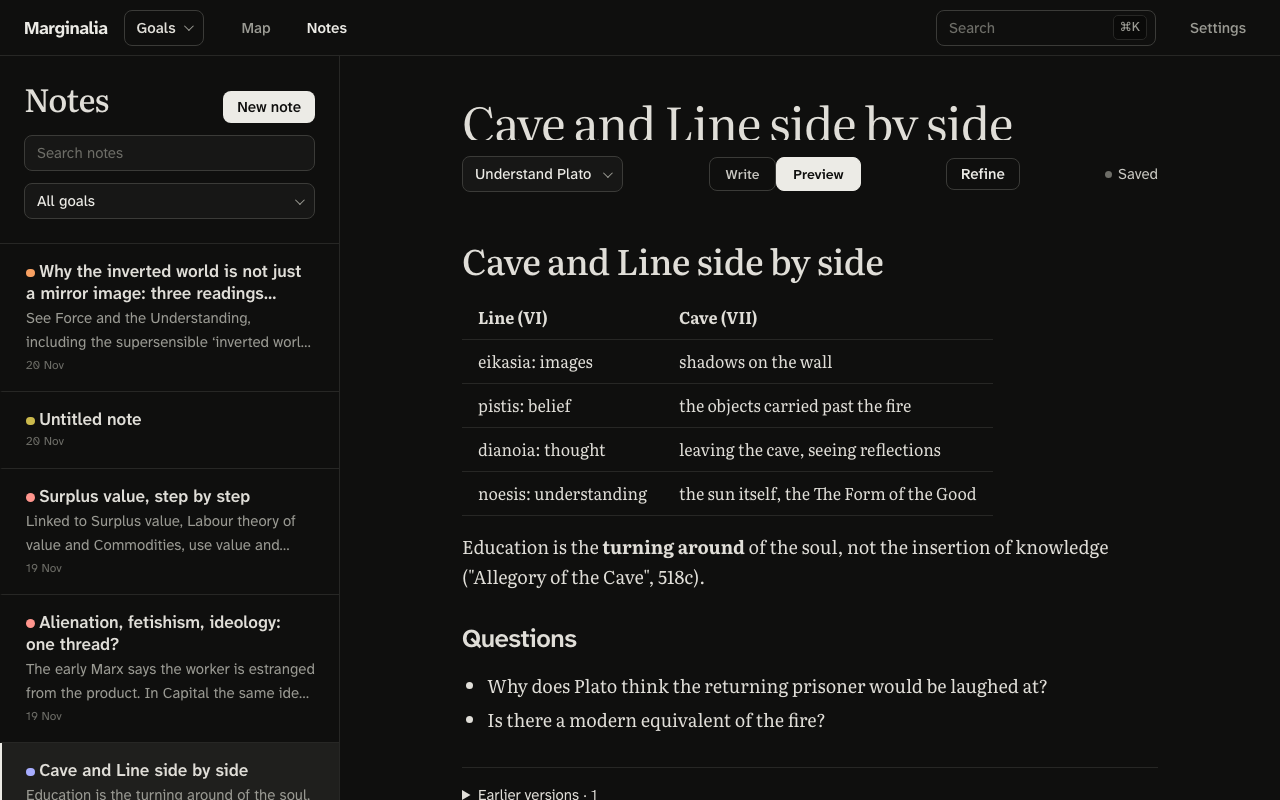 Marginalia
Goals
Map
Notes
Search
⌘K
Settings
Notes
New note
Search notes
All goals
Why the inverted world is not just
a mirror image: three readings...
See Force and the Understanding,
including the supersensible ‘inverted worl...
20 Nov
Untitled note
20 Nov
Surplus value, step by step
Linked to Surplus value, Labour theory of
value and Commodities, use value and...
19 Nov
Alienation, fetishism, ideology:
one thread?
The early Marx says the worker is estranged
from the product. In Capital the same ide...
19 Nov
Cave and Line side by side
Education is the turning around of the soul,
Cave and Line side by side
Understand Plato
Write
Preview
Refine
Saved
Cave and Line side by side
Line (VI) Cave (VII)
eikasia: images shadows on the wall
pistis: belief the objects carried past the fire
dianoia: thought leaving the cave, seeing reflections
noesis: understanding the sun itself, the The Form of the Good
Education is the turning around of the soul, not the insertion of knowledge
("Allegory of the Cave", 518c).
Questions
Why does Plato think the returning prisoner would be laughed at?
Is there a modern equivalent of the fire?
Earlier versions · 1